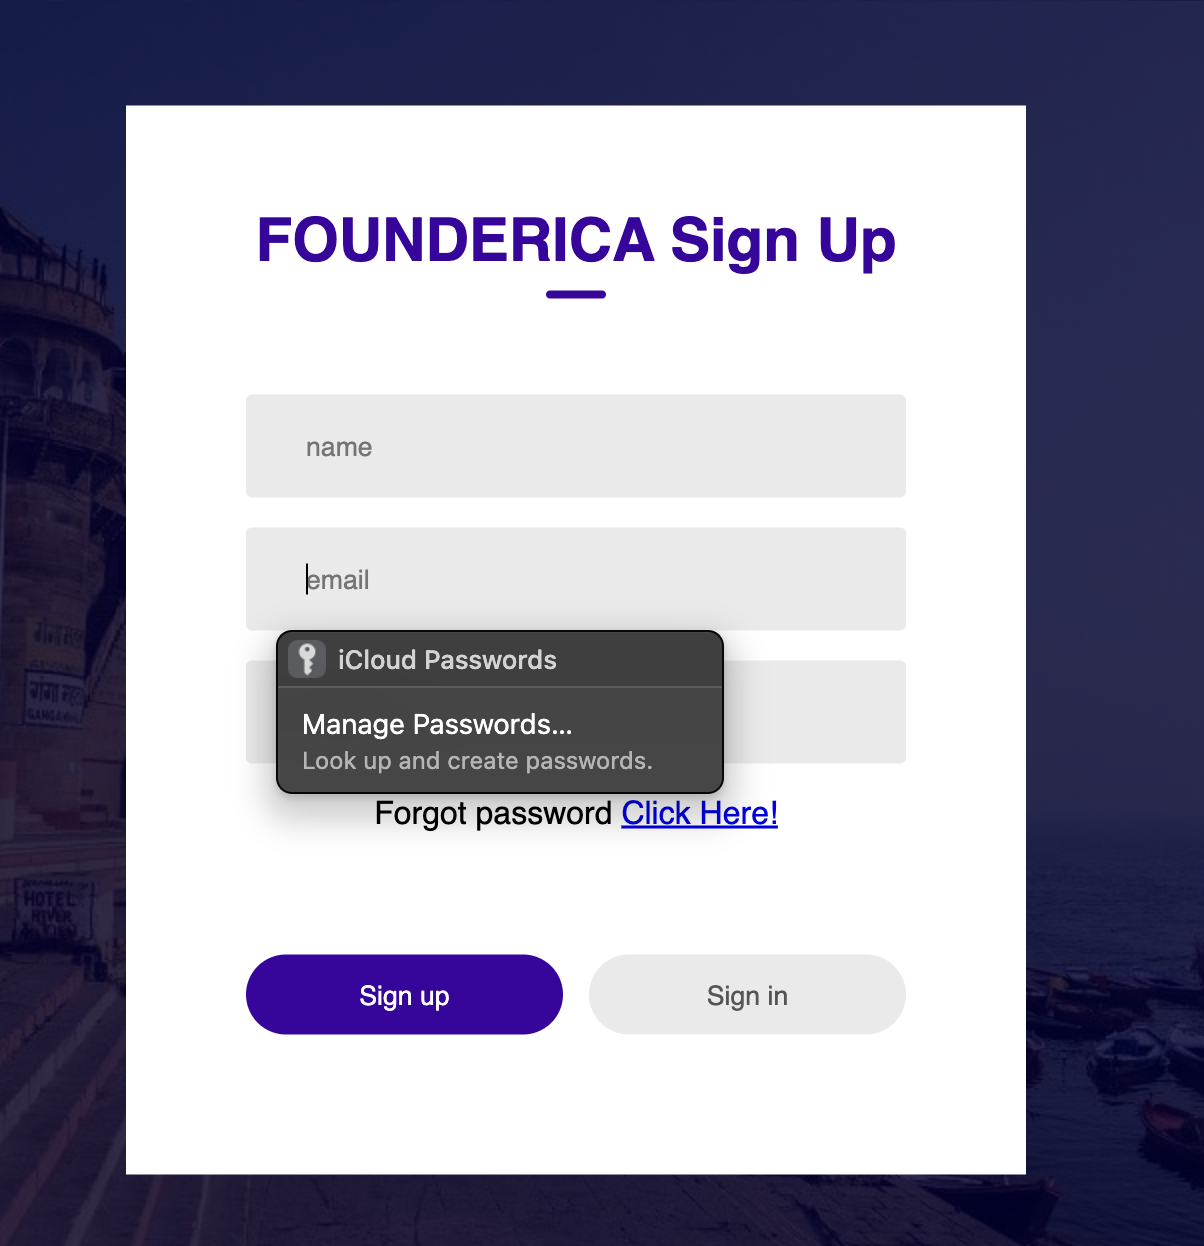 FOUNDERICA Sign Up
name
email
iCloud Passwords
Manage Passwords...
Look up and create passwords.
Forgot password Click Here!
HOTEL
RIVER
Sign up
Sign in